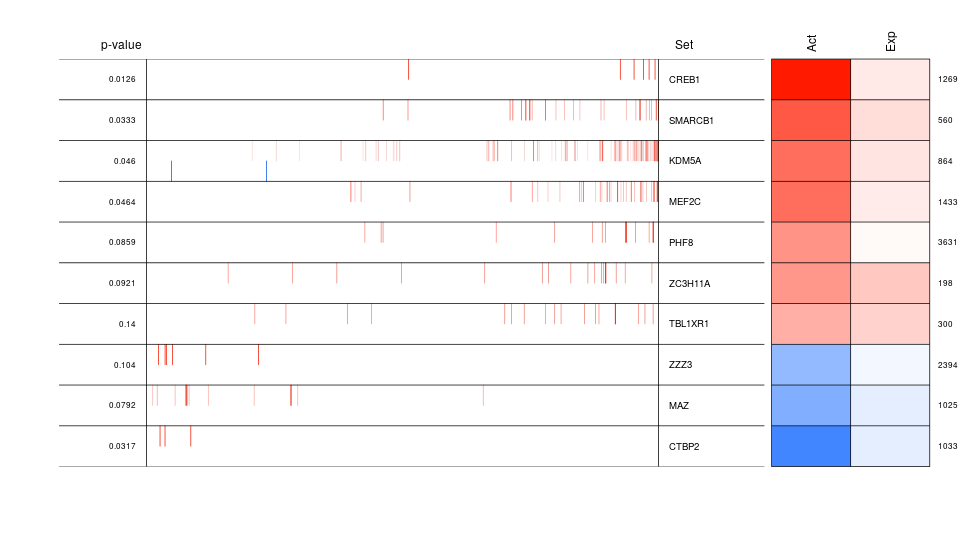 p-value Set Act Exp
0.0126 CREB1 1269
0.0333 SMARCB1 560
0.046 KDM5A 864
0.0464 MEF2C 1433
0.0859 PHF8 3631
0.0921 ZC3H11A 198
0.14 TBL1XR1 300
0.104 ZZZ3 2394
0.0792 MAZ 1025
0.0317 CTBP2 1033